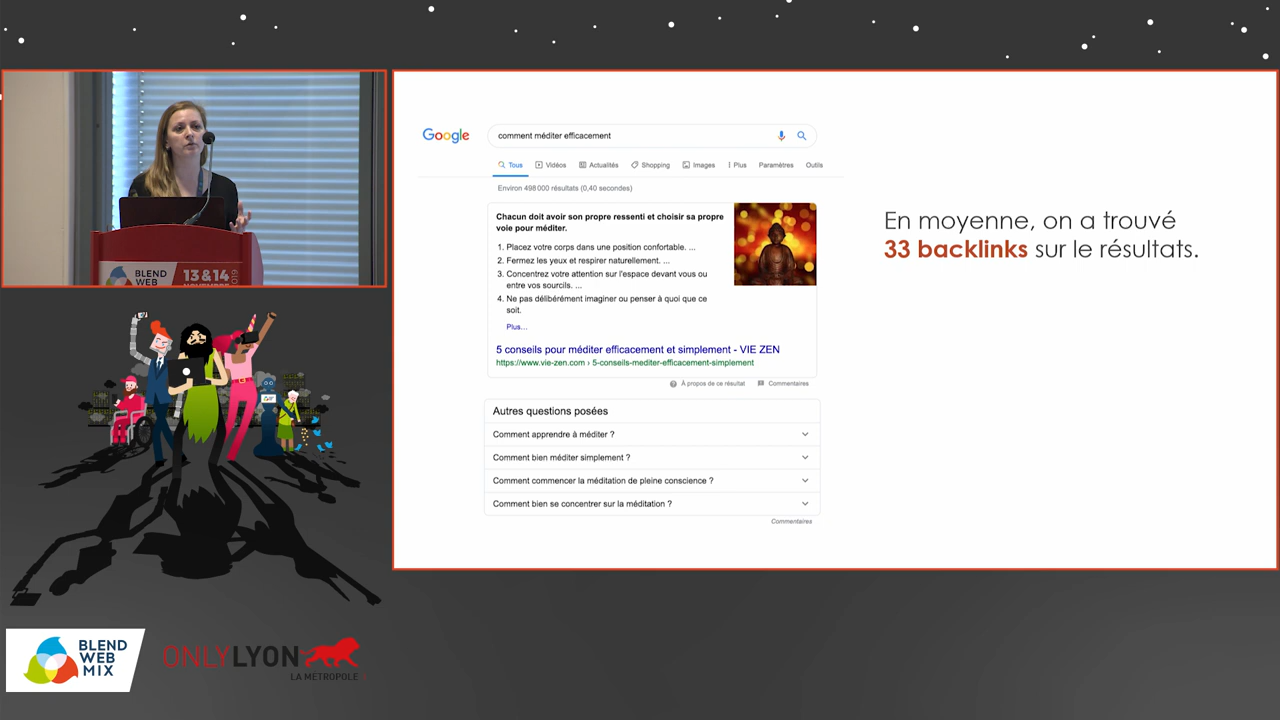 BLEND
WEB
13 & 14
NOVEMBRE
Google
comment méditer efficacement
Tous Vidéos Actualités Shopping Images Plus Paramètres Outils
Environ 498 000 résultats (0,40 secondes)
Chacun doit avoir son propre ressenti et choisir sa propre
voie pour méditer.
1. Placez votre corps dans une position confortable. ...
2. Fermez les yeux et respirer naturellement. ...
3. Concentrez votre attention sur l'espace devant vous ou
entre vos sourcils. ...
4. Ne pas délibérément imaginer ou penser à quoi que ce
soit.
Plus...
5 conseils pour méditer efficacement et simplement - VIE ZEN
https://www.vie-zen.com › 5-conseils-mediter-efficacement-simplement
À propos de ce résultat Commentaires
Autres questions posées
Comment apprendre à méditer ?
Comment bien méditer simplement ?
Comment commencer la méditation de pleine conscience ?
Comment bien se concentrer sur la méditation ?
Commentaires
En moyenne, on a trouvé
33 backlinks sur le résultats.
BLEND
WEB
MIX
ONLYLYON
LA MÉTROPOLE